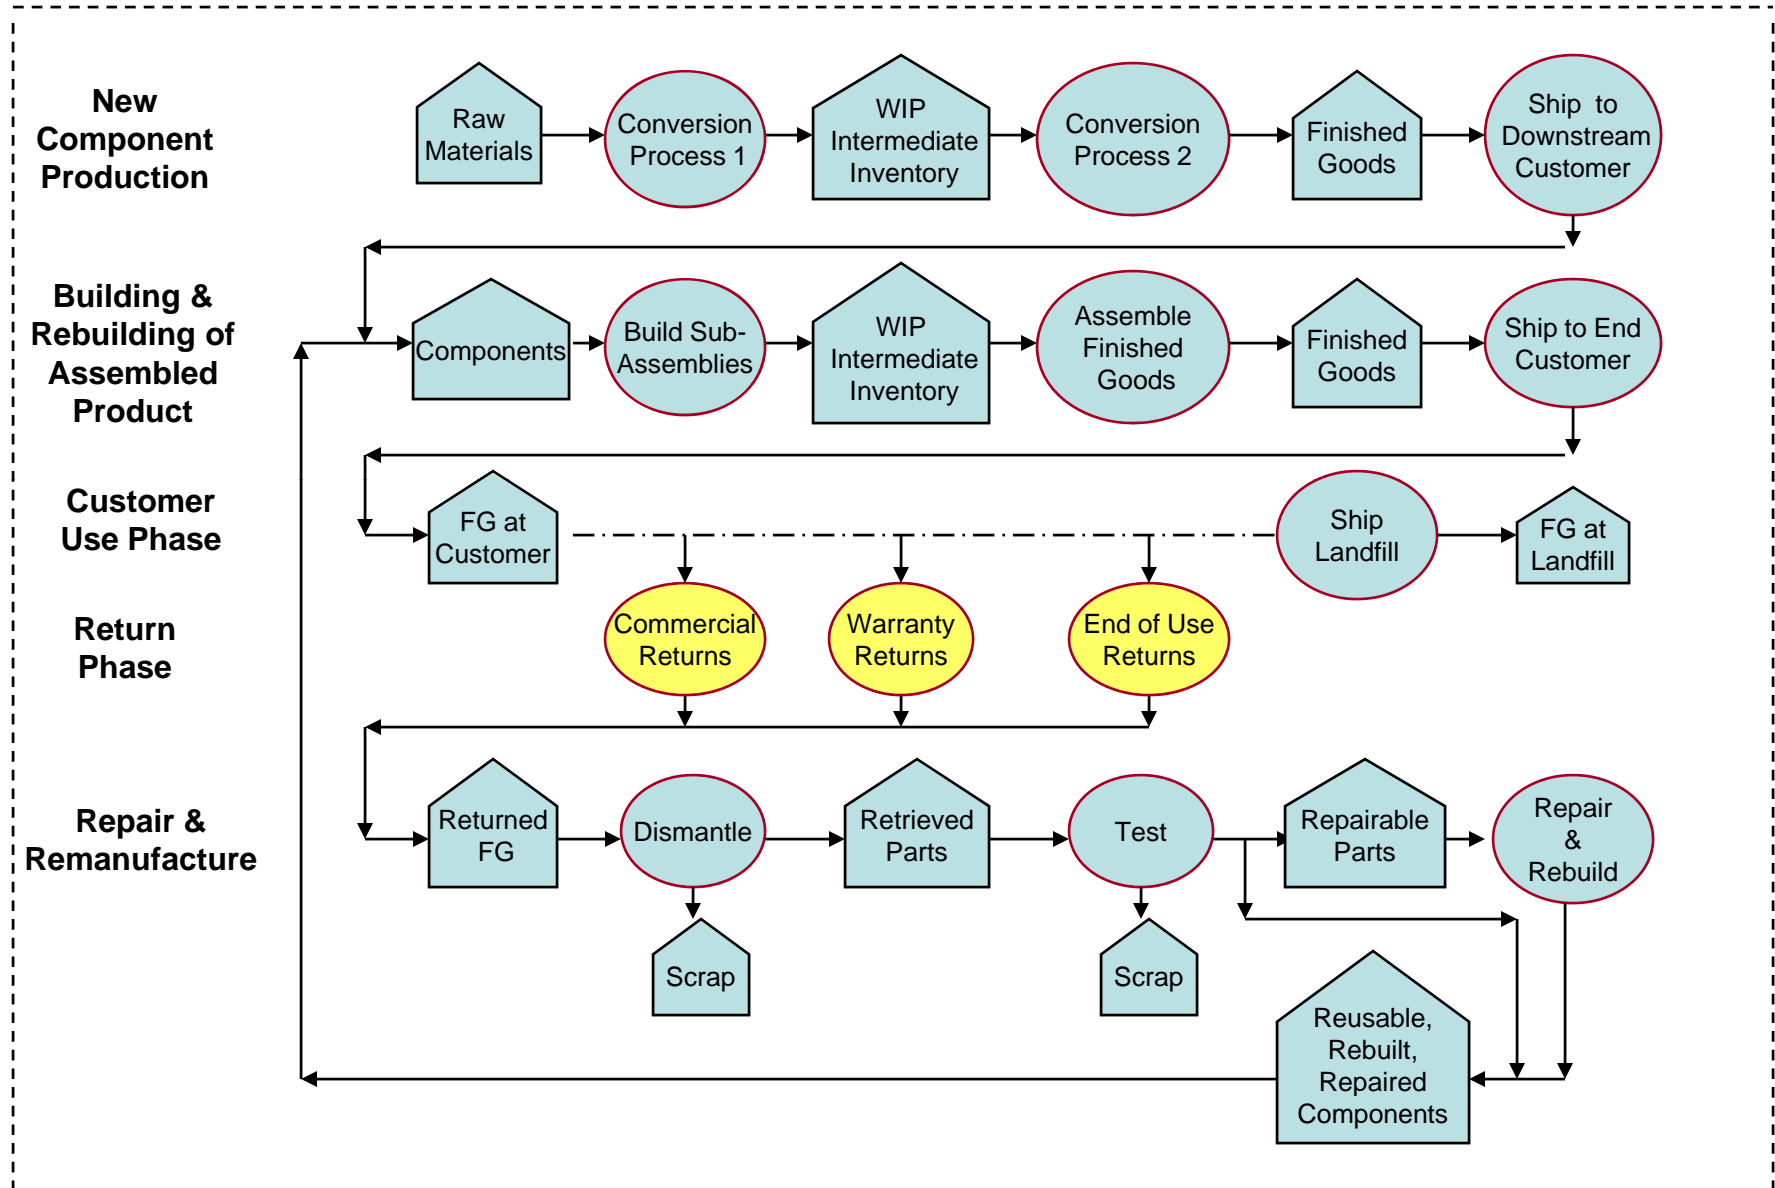 New
Component
Production
Raw
Materials
Conversion
Process 1
WIP
Intermediate
Inventory
Conversion
Process 2
Finished
Goods
Ship to
Downstream
Customer
Building &
Rebuilding of
Assembled
Product
Components
Build Sub-
Assemblies
WIP
Intermediate
Inventory
Assemble
Finished
Goods
Finished
Goods
Ship to End
Customer
Customer
Use Phase
FG at
Customer
Ship
Landfill
FG at
Landfill
Return
Phase
Commercial
Returns
Warranty
Returns
End of Use
Returns
Repair &
Remanufacture
Returned
FG
Dismantle
Retrieved
Parts
Test
Repairable
Parts
Repair
&
Rebuild
Scrap
Scrap
Reusable,
Rebuilt,
Repaired
Components